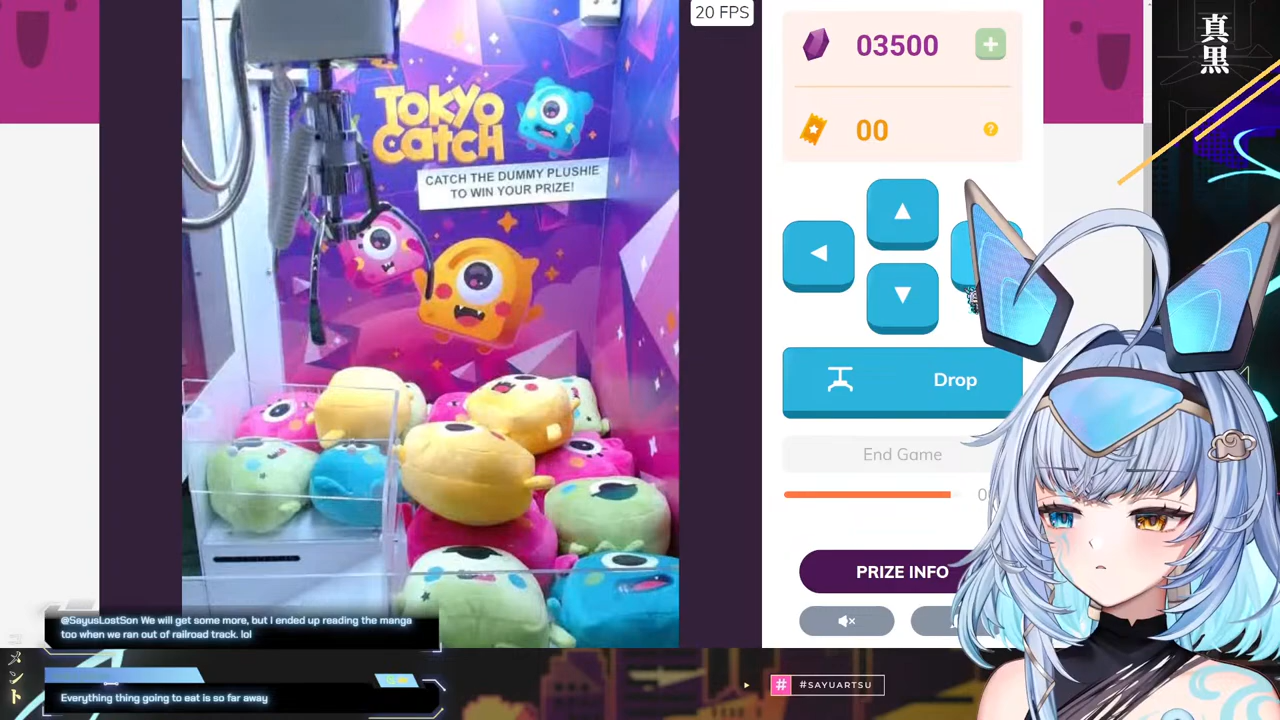 20 FPS
03500
真黒
TOKYO
CATCH
00
?
CATCH THE DUMMY PLUSHIE
TO WIN YOUR PRIZE!
Drop
End Game
PRIZE INFO
@SayusLostSon We will get some more, but I ended up reading the manga
too when we ran out of railroad track. lol
Everything thing going to eat is so far away
# #SAYUARTSU